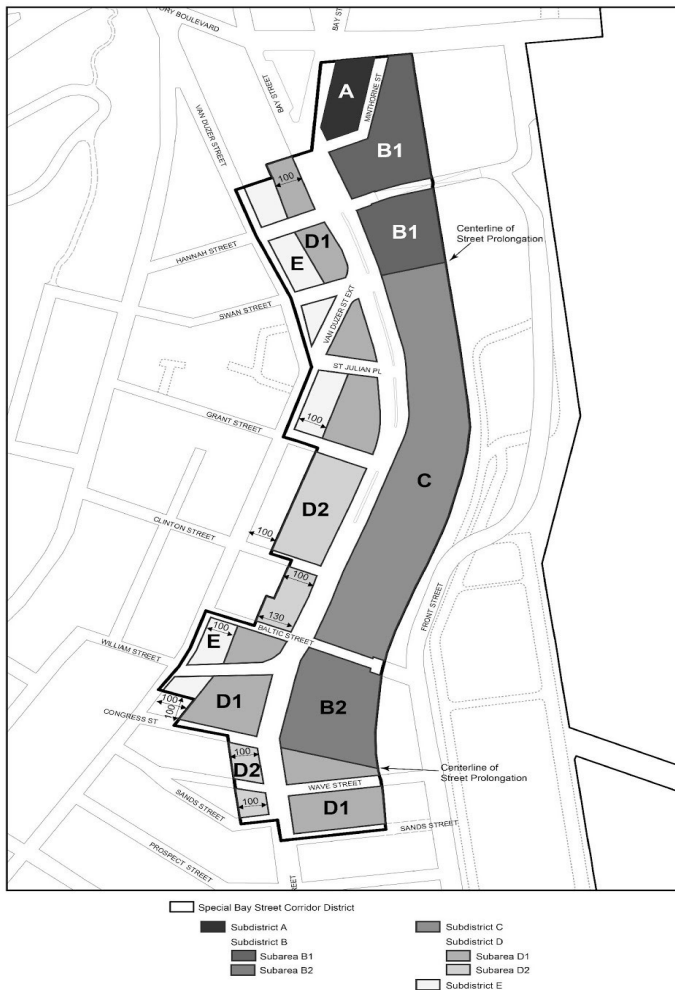 ORY BOULEVARD
BAY ST
VAN DUZER STREET
BAY STREET
A
MINTHORNE ST
B1
100
B1
Centerline of
Street Prolongation
HANNAH STREET
D1
E
SWAN STREET
VAN DUZER ST EXT
ST JULIAN PL
GRANT STREET
100
C
D2
CLINTON STREET
100
100
130
FRONT STREET
BALTIC STREET
100
E
WILLIAM STREET
D1
B2
100
100
CONGRESS ST
100
D2
Centerline of
Street Prolongation
WAVE STREET
SANDS STREET
100
D1
SANDS STREET
PROSPECT STREET
REET
Special Bay Street Corridor District
Subdistrict A
Subdistrict C
Subdistrict B
Subdistrict D
Subarea B1
Subarea D1
Subarea B2
Subarea D2
Subdistrict E